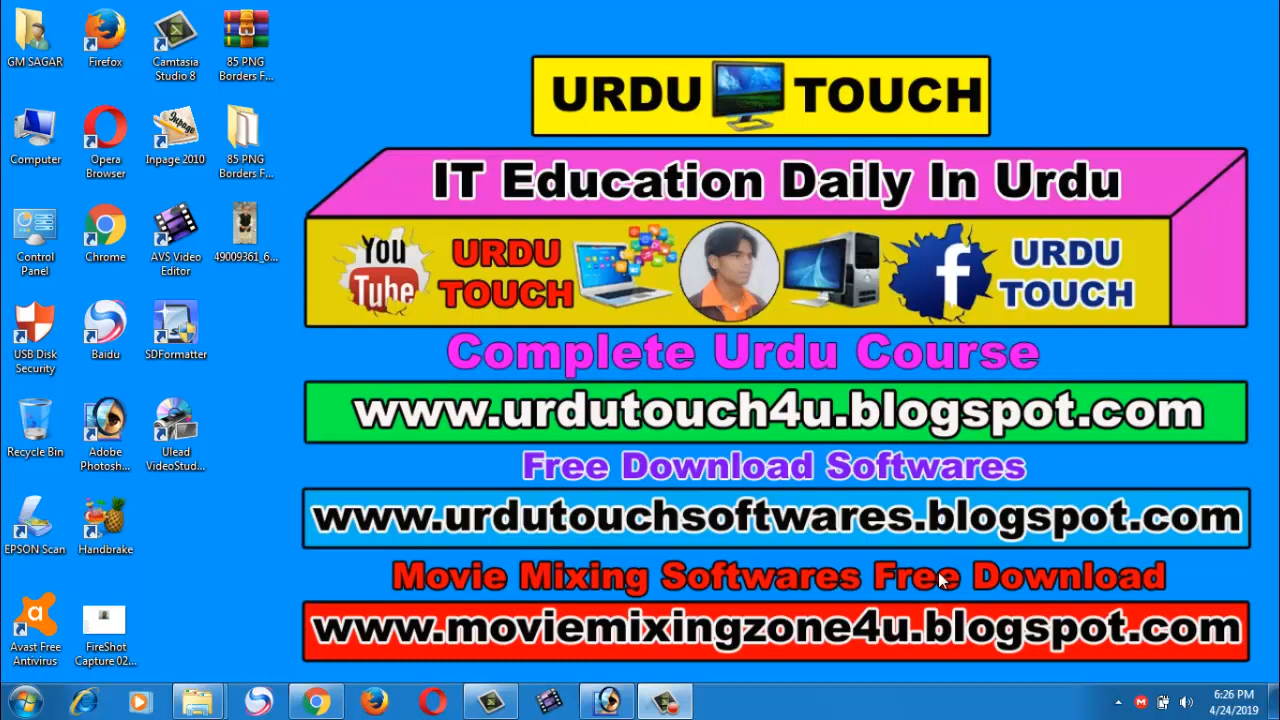 GM SAGAR
Firefox
Camtasia
Studio 8
85 PNG
Borders F...
Computer
Opera
Browser
Inpage 2010
85 PNG
Borders F...
Control
Panel
Chrome
AVS Video
Editor
49009361_6...
USB Disk
Security
Baidu
SDFormatter
Recycle Bin
Adobe
Photosh...
Ulead
VideoStud...
EPSON Scan
Handbrake
Avast Free
Antivirus
FireShot
Capture 02...
URDU TOUCH
IT Education Daily In Urdu
You
Tube
URDU
TOUCH
URDU
TOUCH
Complete Urdu Course
www.urdutouch4u.blogspot.com
Free Download Softwares
www.urdutouchsoftwares.blogspot.com
Movie Mixing Softwares Free Download
www.moviemixingzone4u.blogspot.com
6:26 PM
4/24/2019